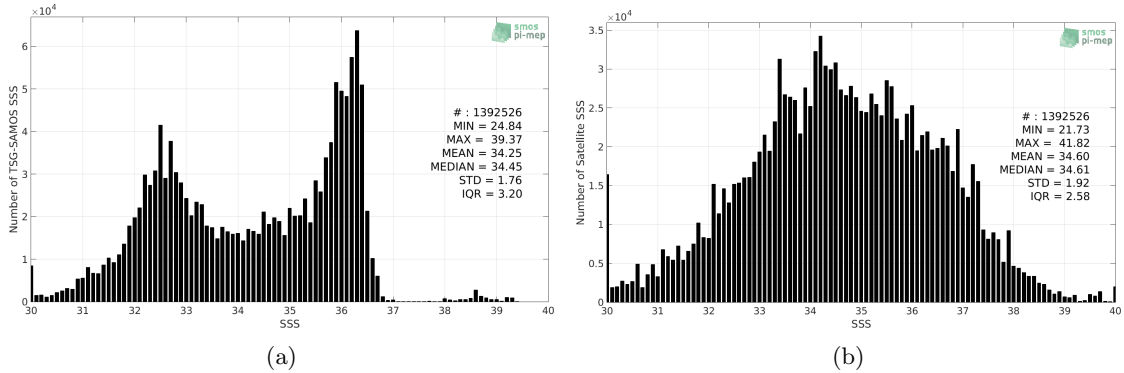 ×10⁴
smos
pi-mep
6
5
4
3
2
1
0
Number of TSG-SAMOS SSS
# : 1392526
MIN = 24.84
MAX = 39.37
MEAN = 34.25
MEDIAN = 34.45
STD = 1.76
IQR = 3.20
30 31 32 33 34 35 36 37 38 39 40
SSS
(a)
×10⁴
smos
pi-mep
3.5
3
2.5
2
1.5
1
0.5
0
Number of Satellite SSS
# : 1392526
MIN = 21.73
MAX = 41.82
MEAN = 34.60
MEDIAN = 34.61
STD = 1.92
IQR = 2.58
30 31 32 33 34 35 36 37 38 39 40
SSS
(b)